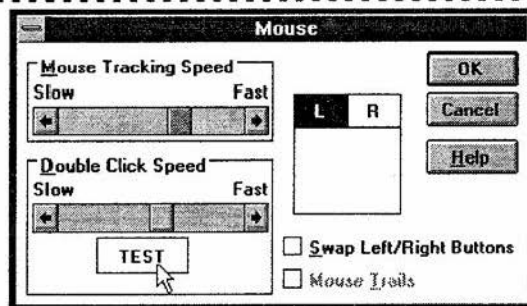 Mouse
Mouse Tracking Speed
Slow Fast
Double Click Speed
Slow Fast
TEST
L R
OK
Cancel
Help
Swap Left/Right Buttons
Mouse Trails